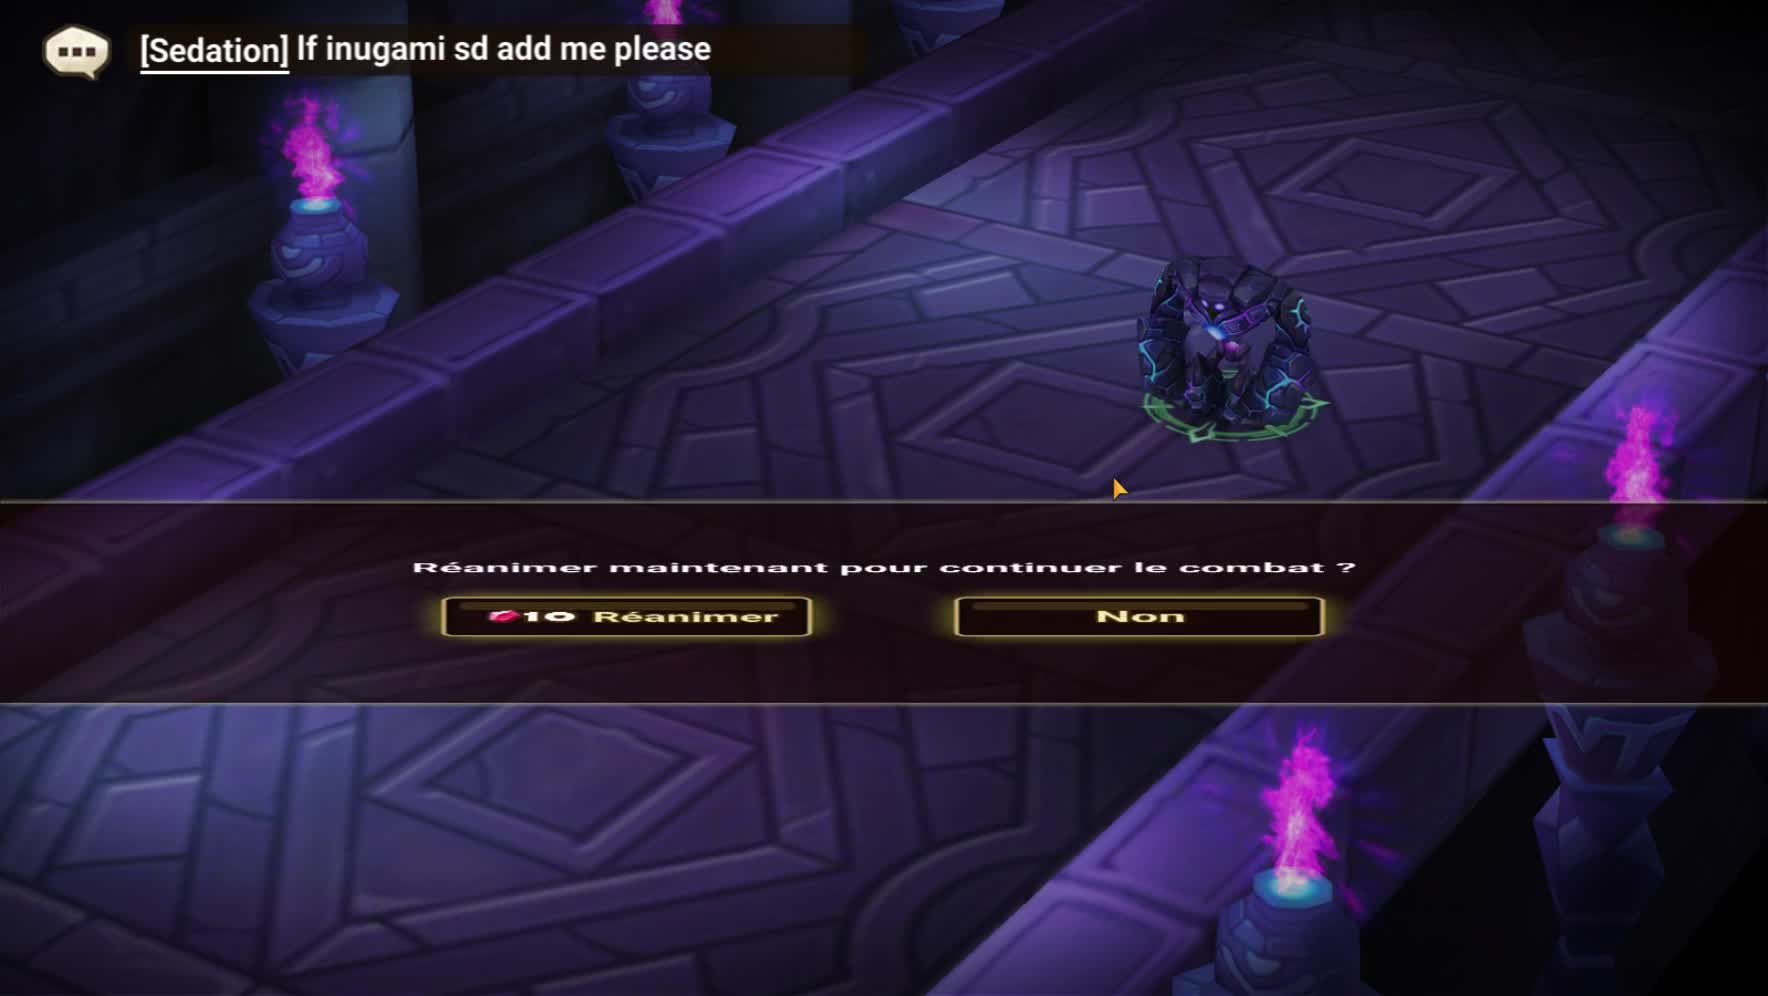 [Sedation] If inugami sd add me please
Réanimer maintenant pour continuer le combat ?
10 Réanimer
Non